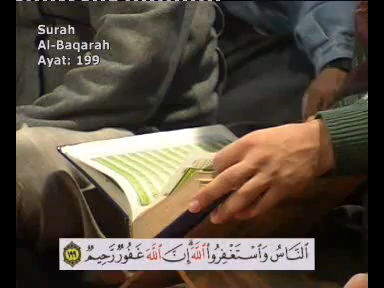 Surah
Al-Baqarah
Ayat: 199
النَّاسُ وَاسْتَغْفِرُوا اللَّهَ ۚ إِنَّ اللَّهَ غَفُورٌ رَّحِيمٌ ١٩٩